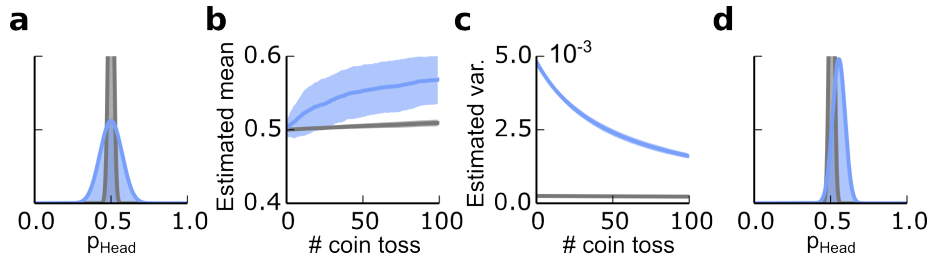 a
0.0 0.5 1.0
pHead
b
Estimated mean
0.6
0.5
0.4
0 50 100
# coin toss
c
Estimated var.
5.0 10-3
2.5
0.0
0 50 100
# coin toss
d
0.0 0.5 1.0
pHead